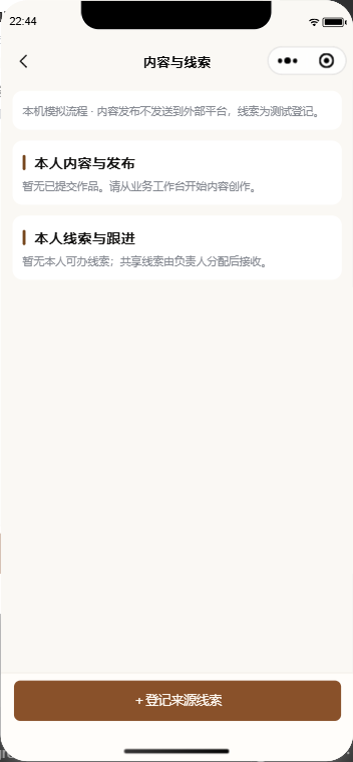 22:44
内容与线索
本机模拟流程 · 内容发布不发送到外部平台，线索为测试登记。
本人内容与发布
暂无已提交作品。请从业务工作台开始内容创作。
本人线索与跟进
暂无本人可办线索；共享线索由负责人分配后接收。
+ 登记来源线索